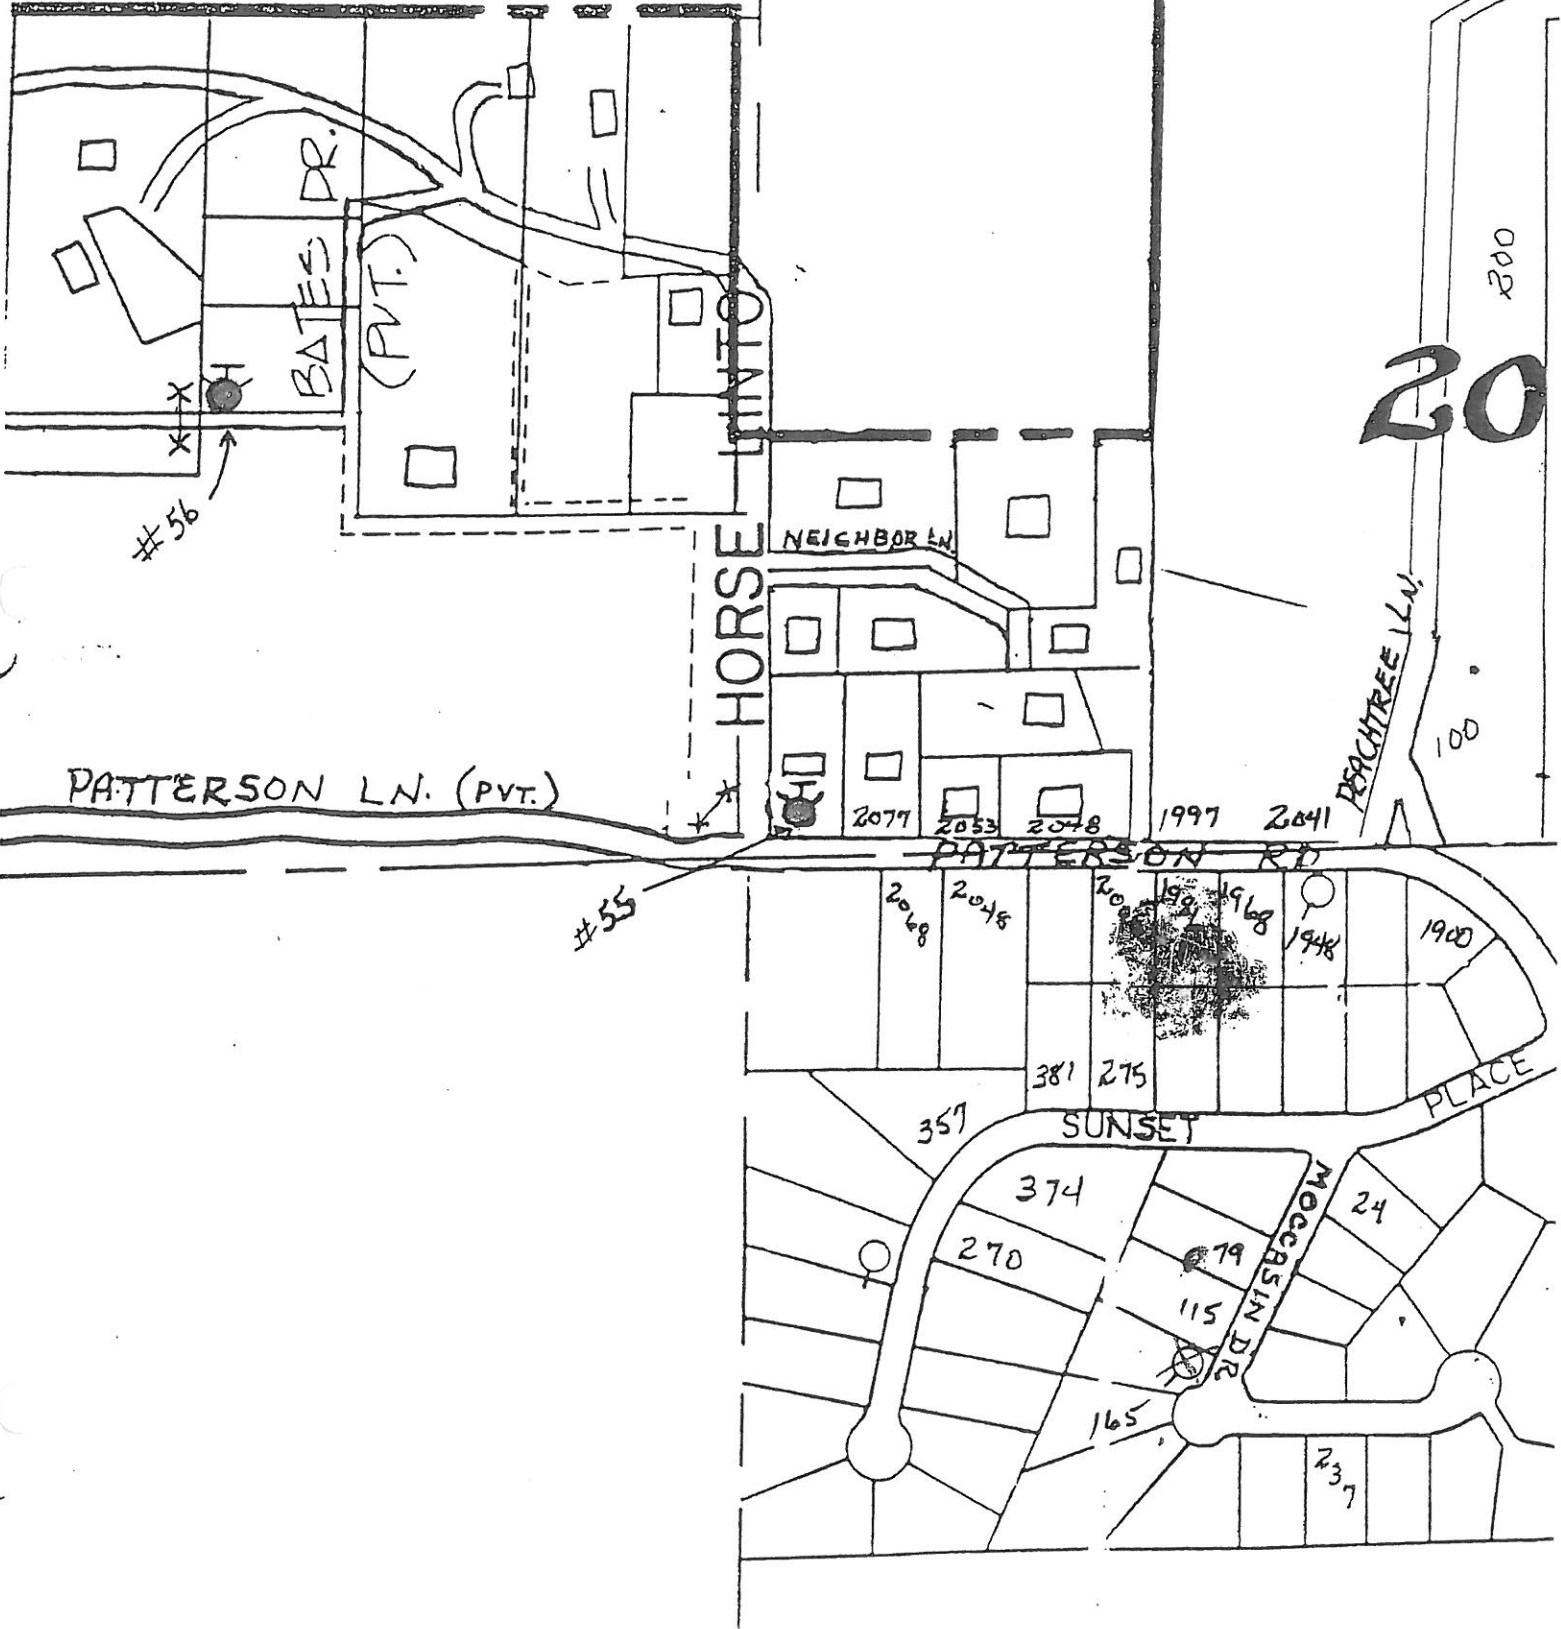 BATES DR.
(PVT.)
200
20
#56
NEIGHBOR LN.
HORSE
PEACHTREE LN.
100
PATTERSON LN. (PVT.)
2077
2053
2048
1997
2041
PATTERSON RD
#55
2068
2048
1968
1948
1900
381
275
PLACE
357
SUNSET
374
MOCCASIN DR
24
270
79
115
165
237